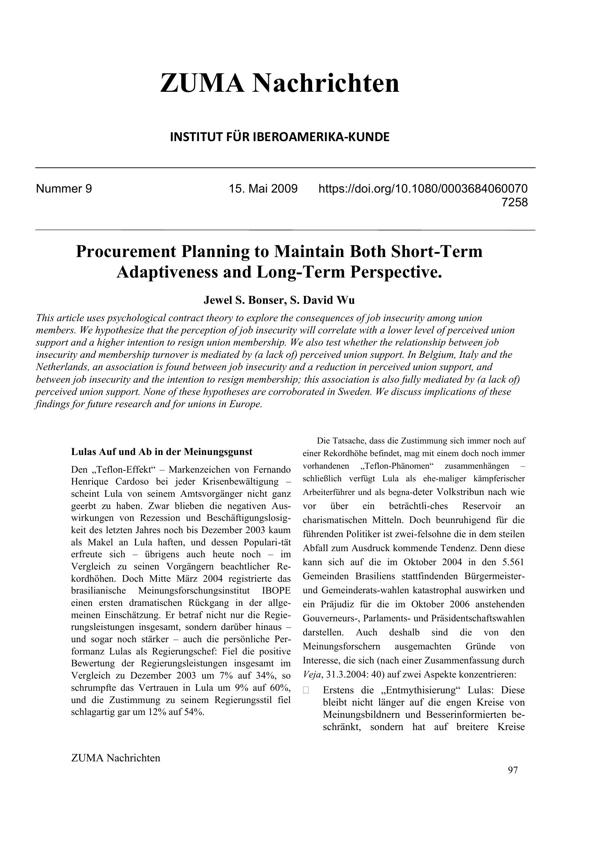 ZUMA Nachrichten
INSTITUT FÜR IBEROAMERIKA-KUNDE
Nummer 9 15. Mai 2009 https://doi.org/10.1080/0003684060070
7258
Procurement Planning to Maintain Both Short-Term
Adaptiveness and Long-Term Perspective.
Jewel S. Bonser, S. David Wu
This article uses psychological contract theory to explore the consequences of job insecurity among union
members. We hypothesize that the perception of job insecurity will correlate with a lower level of perceived union
support and a higher intention to resign union membership. We also test whether the relationship between job
insecurity and membership turnover is mediated by (a lack of) perceived union support. In Belgium, Italy and the
Netherlands, an association is found between job insecurity and a reduction in perceived union support, and
between job insecurity and the intention to resign membership; this association is also fully mediated by (a lack of)
perceived union support. None of these hypotheses are corroborated in Sweden. We discuss implications of these
findings for future research and for unions in Europe.
Lulas Auf und Ab in der Meinungsgunst
Den „Teflon-Effekt“ – Markenzeichen von Fernando
Henrique Cardoso bei jeder Krisenbewältigung –
scheint Lula von seinem Amtsvorgänger nicht ganz
geerbt zu haben. Zwar blieben die negativen Aus-
wirkungen von Rezession und Beschäftigungslosig-
keit des letzten Jahres noch bis Dezember 2003 kaum
als Makel an Lula haften, und dessen Populari-tät
erfreute sich – übrigens auch heute noch – im
Vergleich zu seinen Vorgängern beachtlicher Re-
kordhöhen. Doch Mitte März 2004 registrierte das
brasilianische Meinungsforschungsinstitut IBOPE
einen ersten dramatischen Rückgang in der allge-
meinen Einschätzung. Er betraf nicht nur die Regie-
rungsleistungen insgesamt, sondern darüber hinaus –
und sogar noch stärker – auch die persönliche Per-
formanz Lulas als Regierungschef: Fiel die positive
Bewertung der Regierungsleistungen insgesamt im
Vergleich zu Dezember 2003 um 7% auf 34%, so
schrumpfte das Vertrauen in Lula um 9% auf 60%,
und die Zustimmung zu seinem Regierungsstil fiel
schlagartig gar um 12% auf 54%.
Die Tatsache, dass die Zustimmung sich immer noch auf
einer Rekordhöhe befindet, mag mit einem doch noch immer
vorhandenen „Teflon-Phänomen“ zusammenhängen –
schließlich verfügt Lula als ehe-maliger kämpferischer
Arbeiterführer und als begna-deter Volkstribun nach wie
vor über ein beträchtli-ches Reservoir an
charismatischen Mitteln. Doch beunruhigend für die
führenden Politiker ist zwei-felsohne die in dem steilen
Abfall zum Ausdruck kommende Tendenz. Denn diese
kann sich auf die im Oktober 2004 in den 5.561
Gemeinden Brasiliens stattfindenden Bürgermeister-
und Gemeinderats-wahlen katastrophal auswirken und
ein Präjudiz für die im Oktober 2006 anstehenden
Gouverneurs-, Parlaments- und Präsidentschaftswahlen
darstellen. Auch deshalb sind die von den
Meinungsforschern ausgemachten Gründe von
Interesse, die sich (nach einer Zusammenfassung durch
Veja, 31.3.2004: 40) auf zwei Aspekte konzentrieren:
Erstens die „Entmythisierung“ Lulas: Diese
bleibt nicht länger auf die engen Kreise von
Meinungsbildnern und Besserinformierten be-
schränkt, sondern hat auf breitere Kreise
ZUMA Nachrichten
97